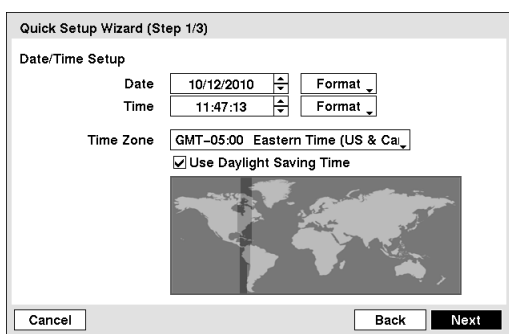 Quick Setup Wizard (Step 1/3)
Date/Time Setup
Date 10/12/2010 Format
Time 11:47:13 Format
Time Zone GMT−05:00 Eastern Time (US & Ca
Use Daylight Saving Time
Cancel Back Next